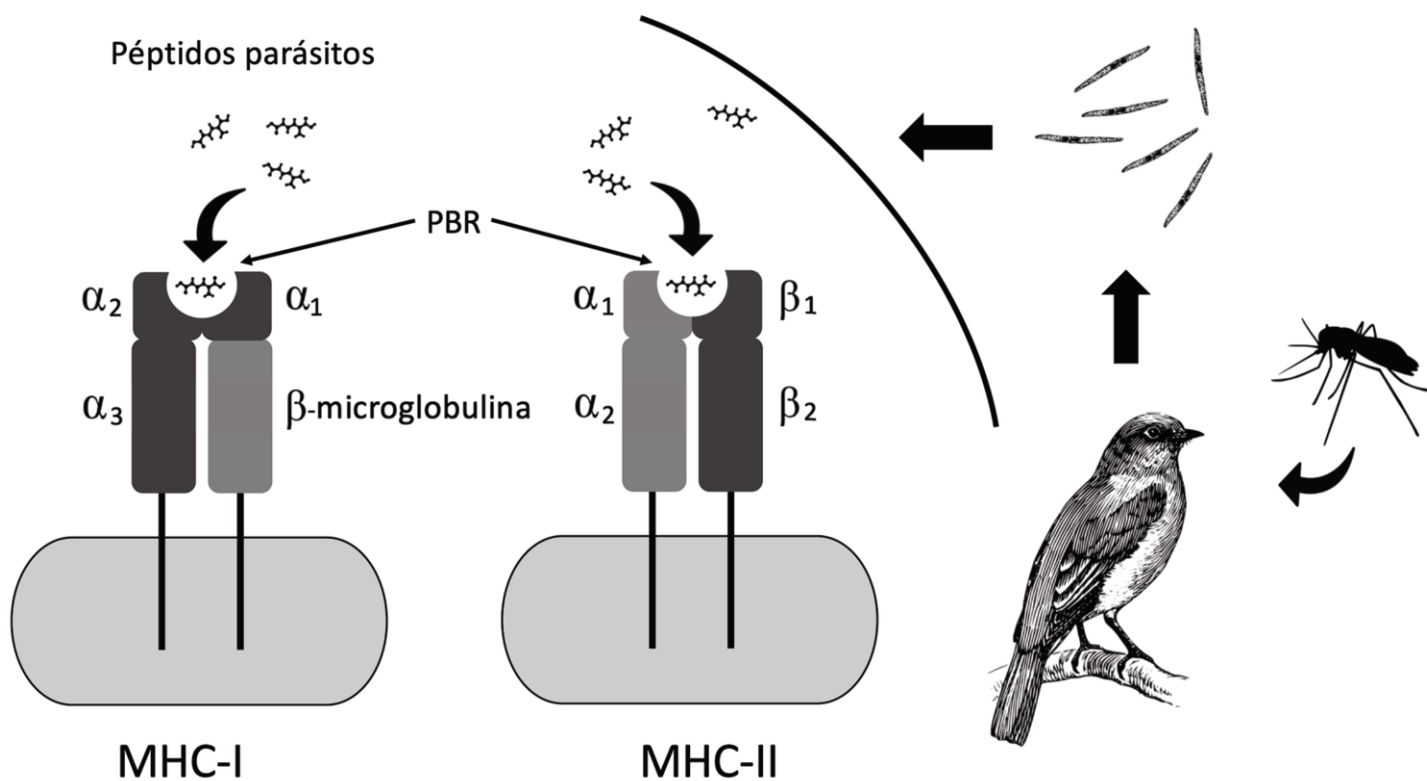 Péptidos parásitos
PBR
α2
α1
α1
β1
α3
β-microglobulina
α2
β2
MHC-I
MHC-II